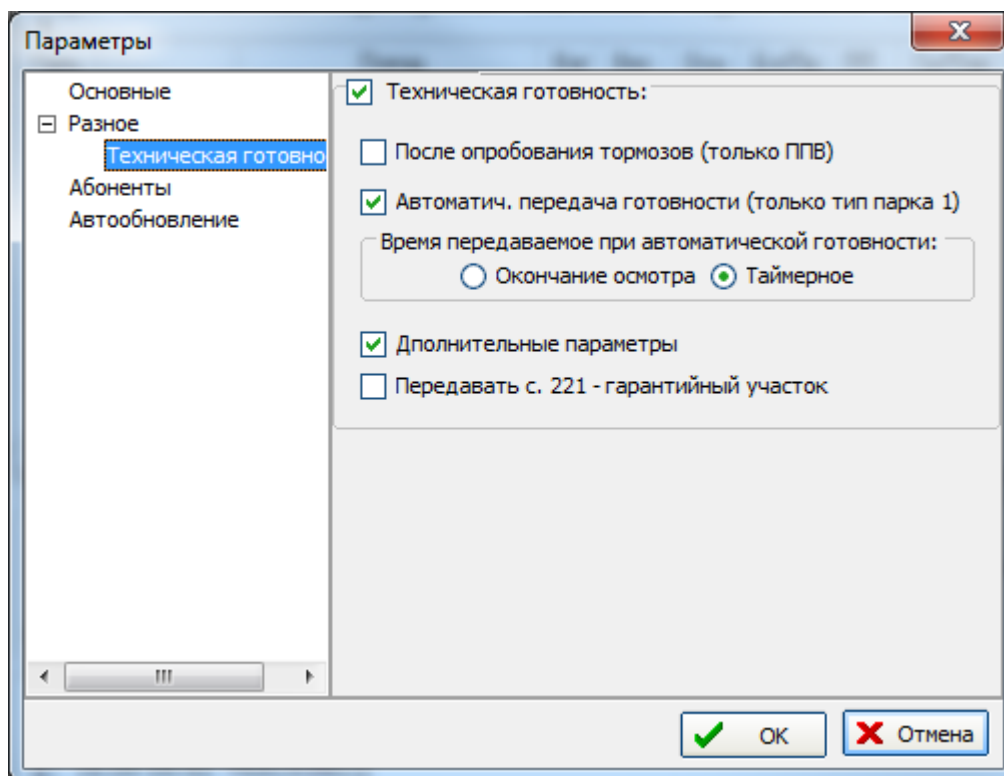 Параметры
Основные
Разное
Техническая готовно
Абоненты
Автообновление
Техническая готовность:
После опробования тормозов (только ППВ)
Автоматич. передача готовности (только тип парка 1)
Время передаваемое при автоматической готовности:
Окончание осмотра Таймерное
Дполнительные параметры
Передавать с. 221 - гарантийный участок
ОК Отмена